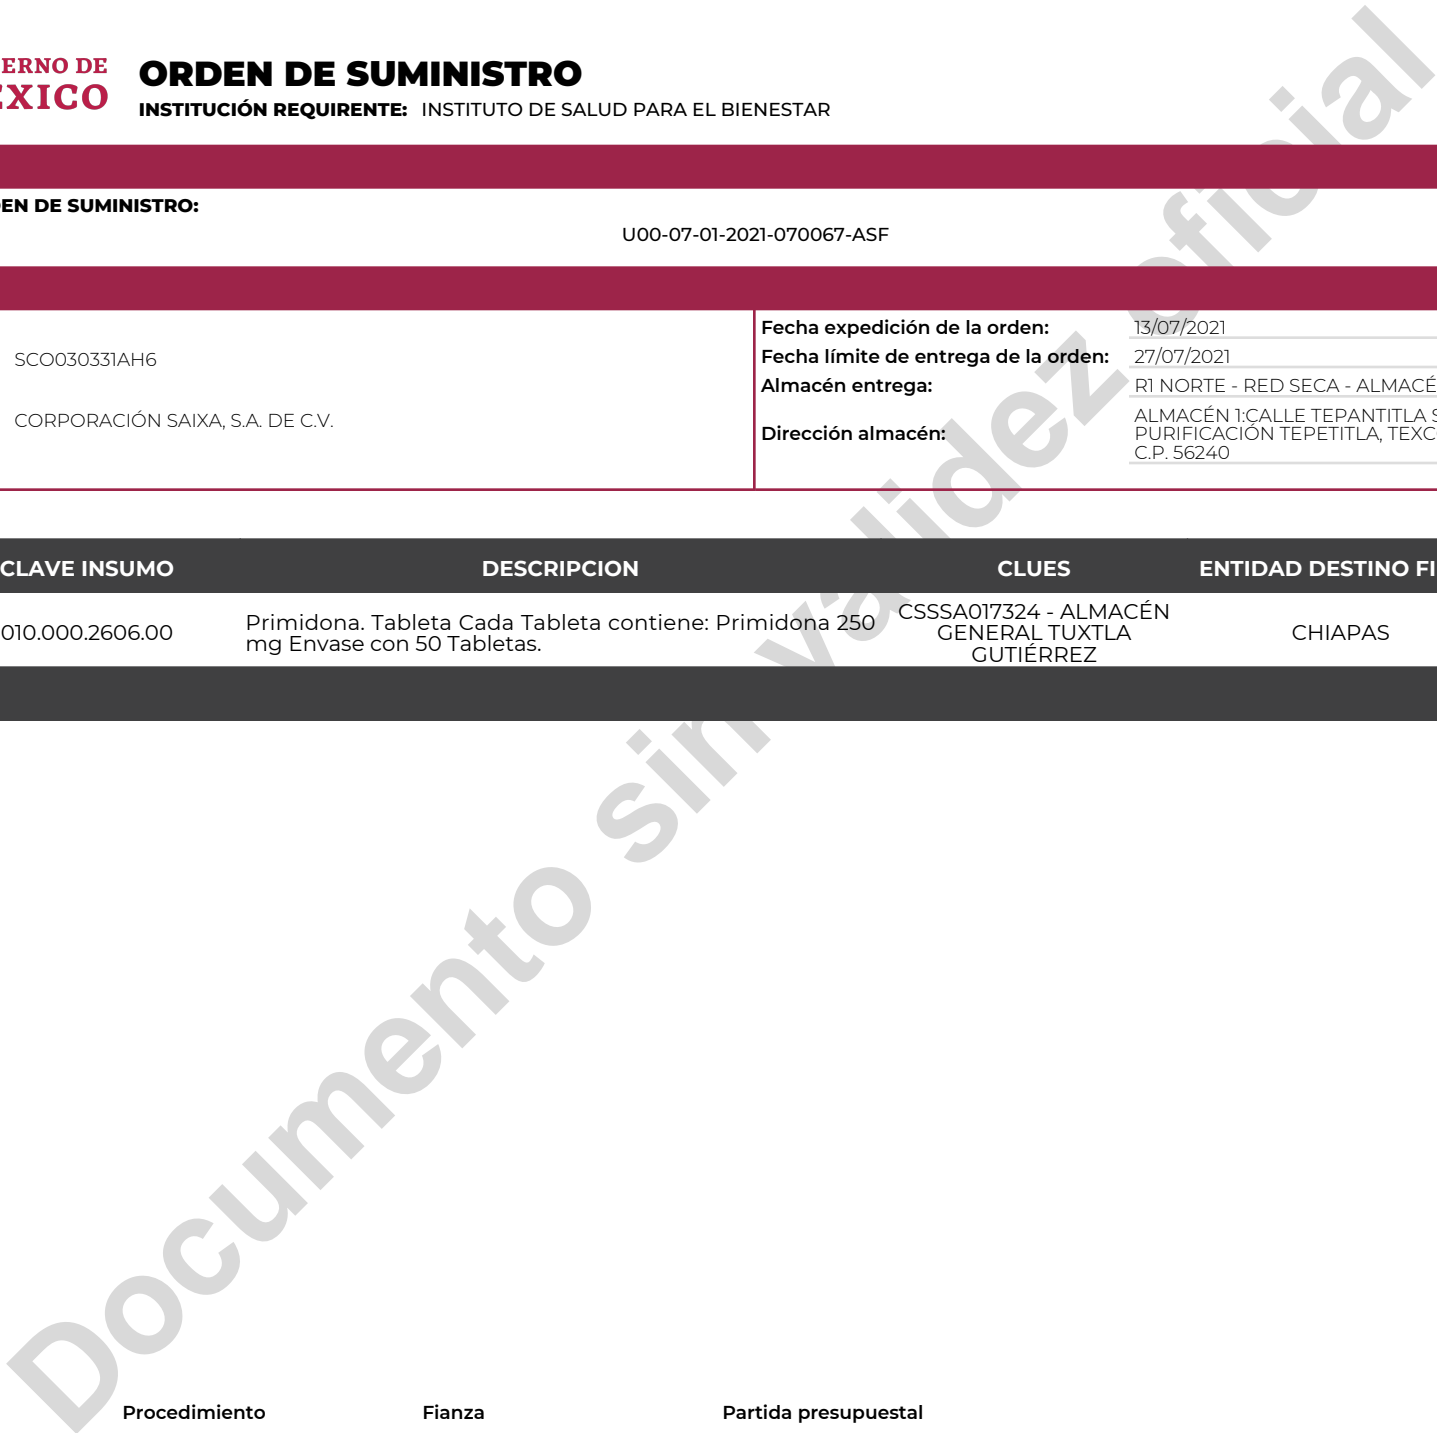 ERNO DE
EXICO
ORDEN DE SUMINISTRO
INSTITUCIÓN REQUIRENTE: INSTITUTO DE SALUD PARA EL BIENESTAR
EN DE SUMINISTRO:
U00-07-01-2021-070067-ASF
SCO030331AH6
CORPORACIÓN SAIXA, S.A. DE C.V.
Fecha expedición de la orden: 13/07/2021
Fecha límite de entrega de la orden: 27/07/2021
Almacén entrega: R1 NORTE - RED SECA - ALMACÉ
Dirección almacén:
ALMACÉN 1:CALLE TEPANTITLA S
PURIFICACIÓN TEPETITLA, TEXC
C.P. 56240
CLAVE INSUMO DESCRIPCION CLUES ENTIDAD DESTINO FI
010.000.2606.00
Primidona. Tableta Cada Tableta contiene: Primidona 250
mg Envase con 50 Tabletas.
CSSSA017324 - ALMACÉN
GENERAL TUXTLA
GUTIÉRREZ
CHIAPAS
Documento sin validez oficial
Procedimiento Fianza Partida presupuestal